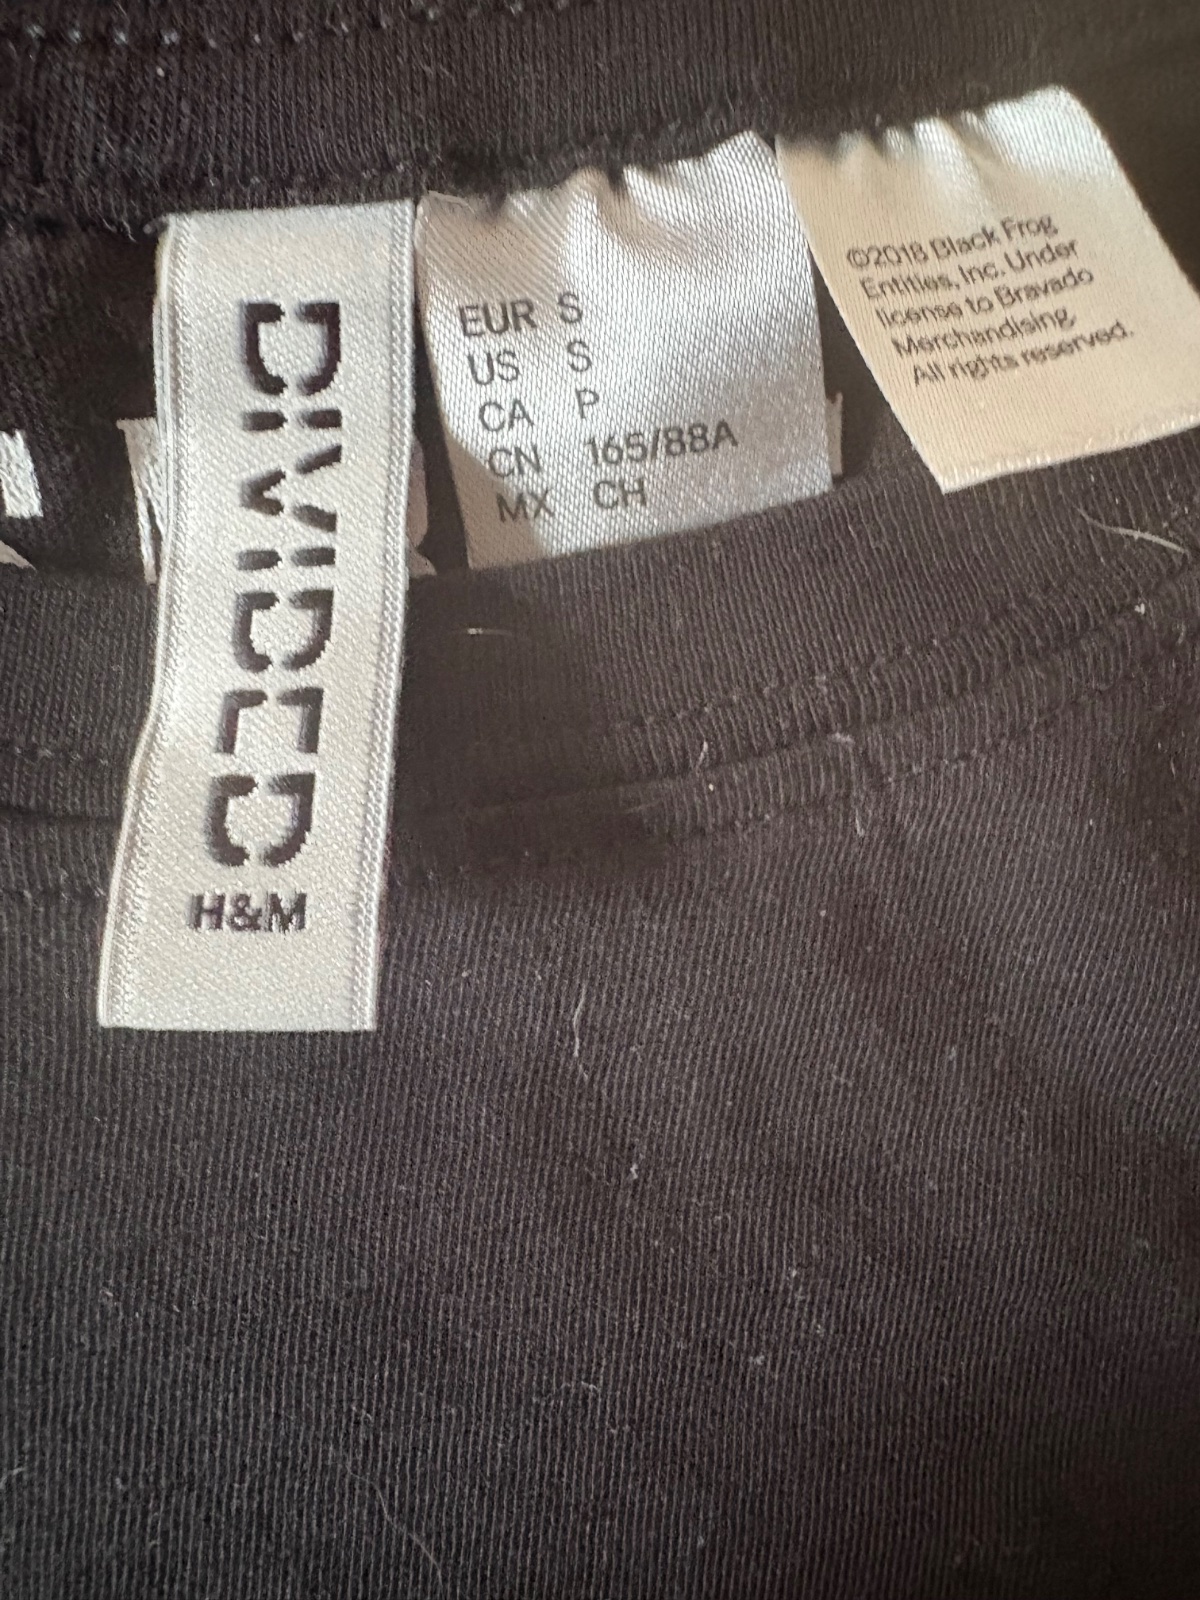 DIVIDED
H&M
EUR S
US S
CA P
CN 165/88A
MX CH
©2018 Black Frog
Entities, Inc. Under
license to Bravado
Merchandising.
All rights reserved.